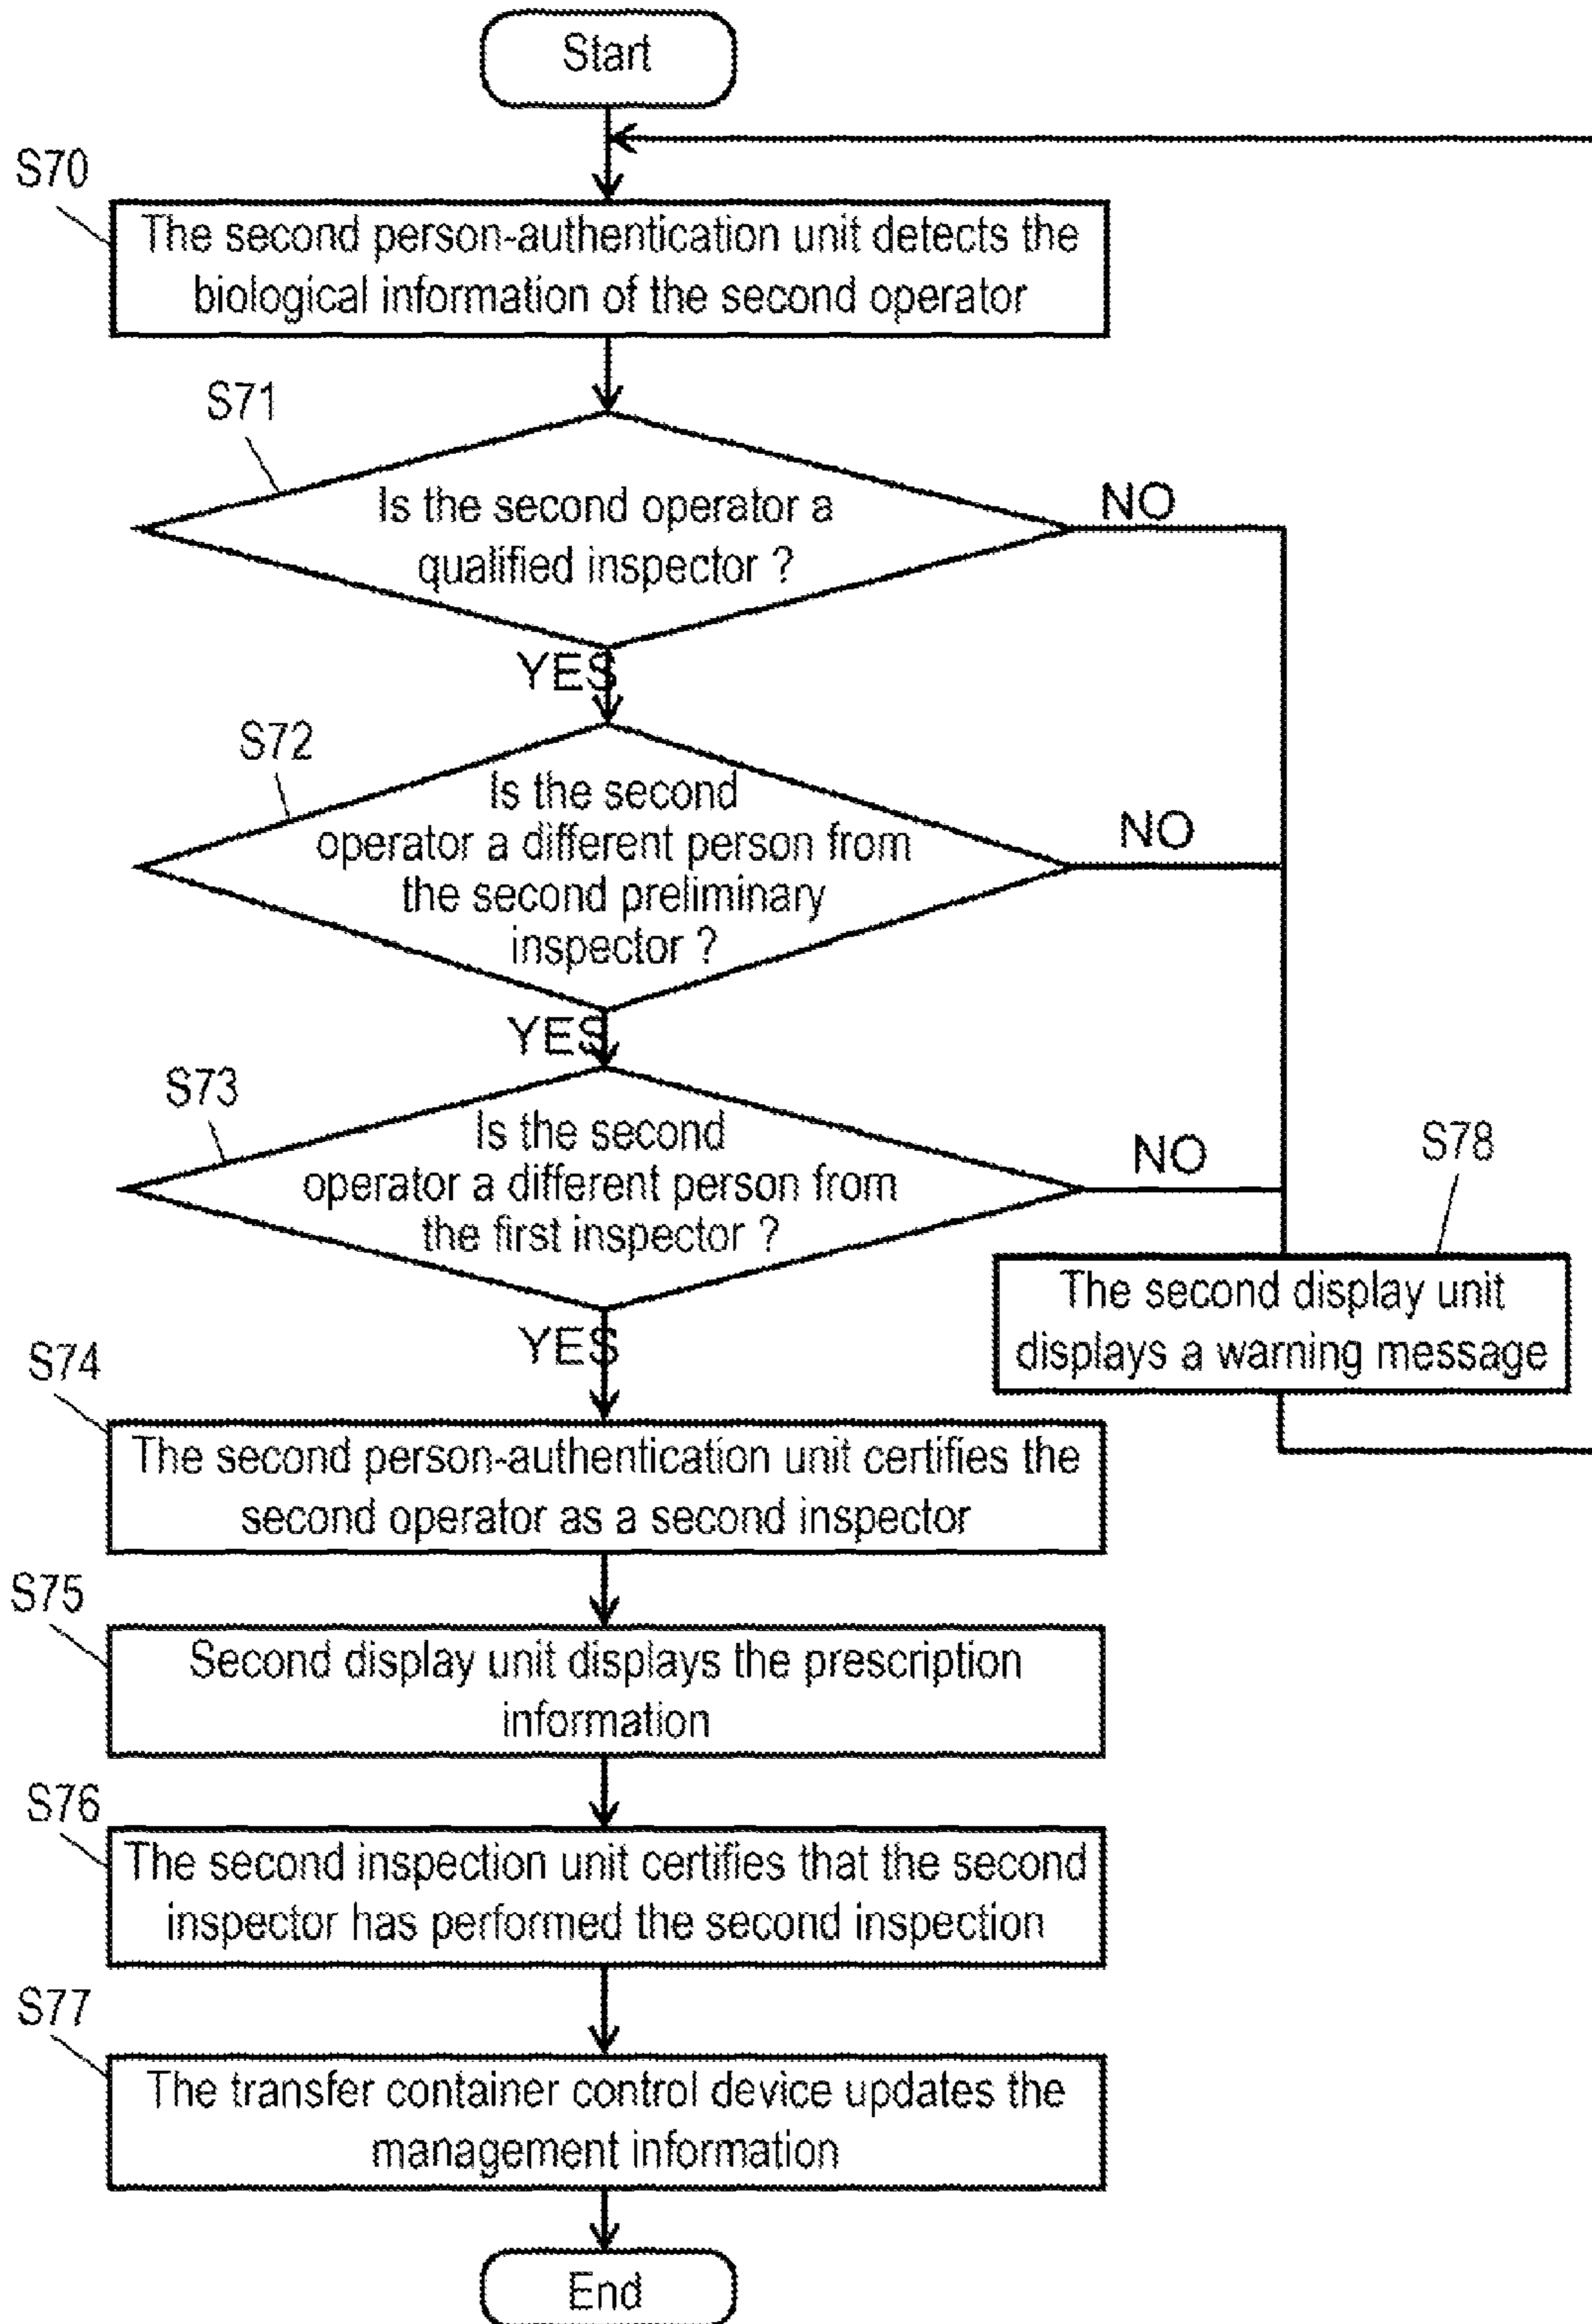 Start
S70
The second person-authentication unit detects the
biological information of the second operator
S71
Is the second operator a
qualified inspector ?
NO
YES
S72
Is the second
operator a different person from
the second preliminary
inspector ?
NO
YES
S73
Is the second
operator a different person from
the first inspector ?
NO
YES
S78
The second display unit
displays a warning message
S74
The second person-authentication unit certifies the
second operator as a second inspector
S75
Second display unit displays the prescription
information
S76
The second inspection unit certifies that the second
inspector has performed the second inspection
S77
The transfer container control device updates the
management information
End